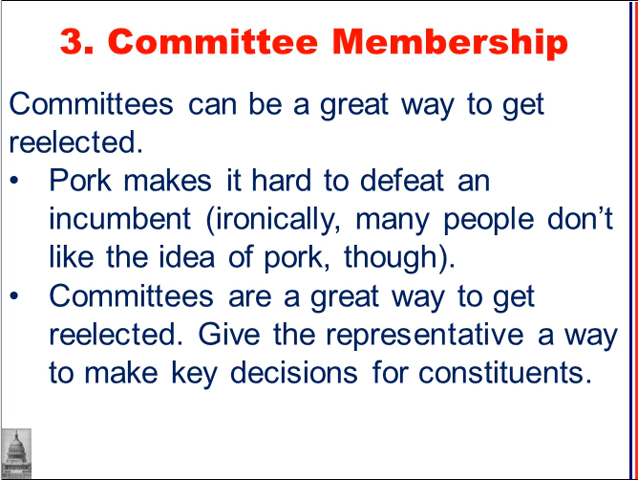 3. Committee Membership
Committees can be a great way to get
reelected.
• Pork makes it hard to defeat an
incumbent (ironically, many people don't
like the idea of pork, though).
• Committees are a great way to get
reelected. Give the representative a way
to make key decisions for constituents.